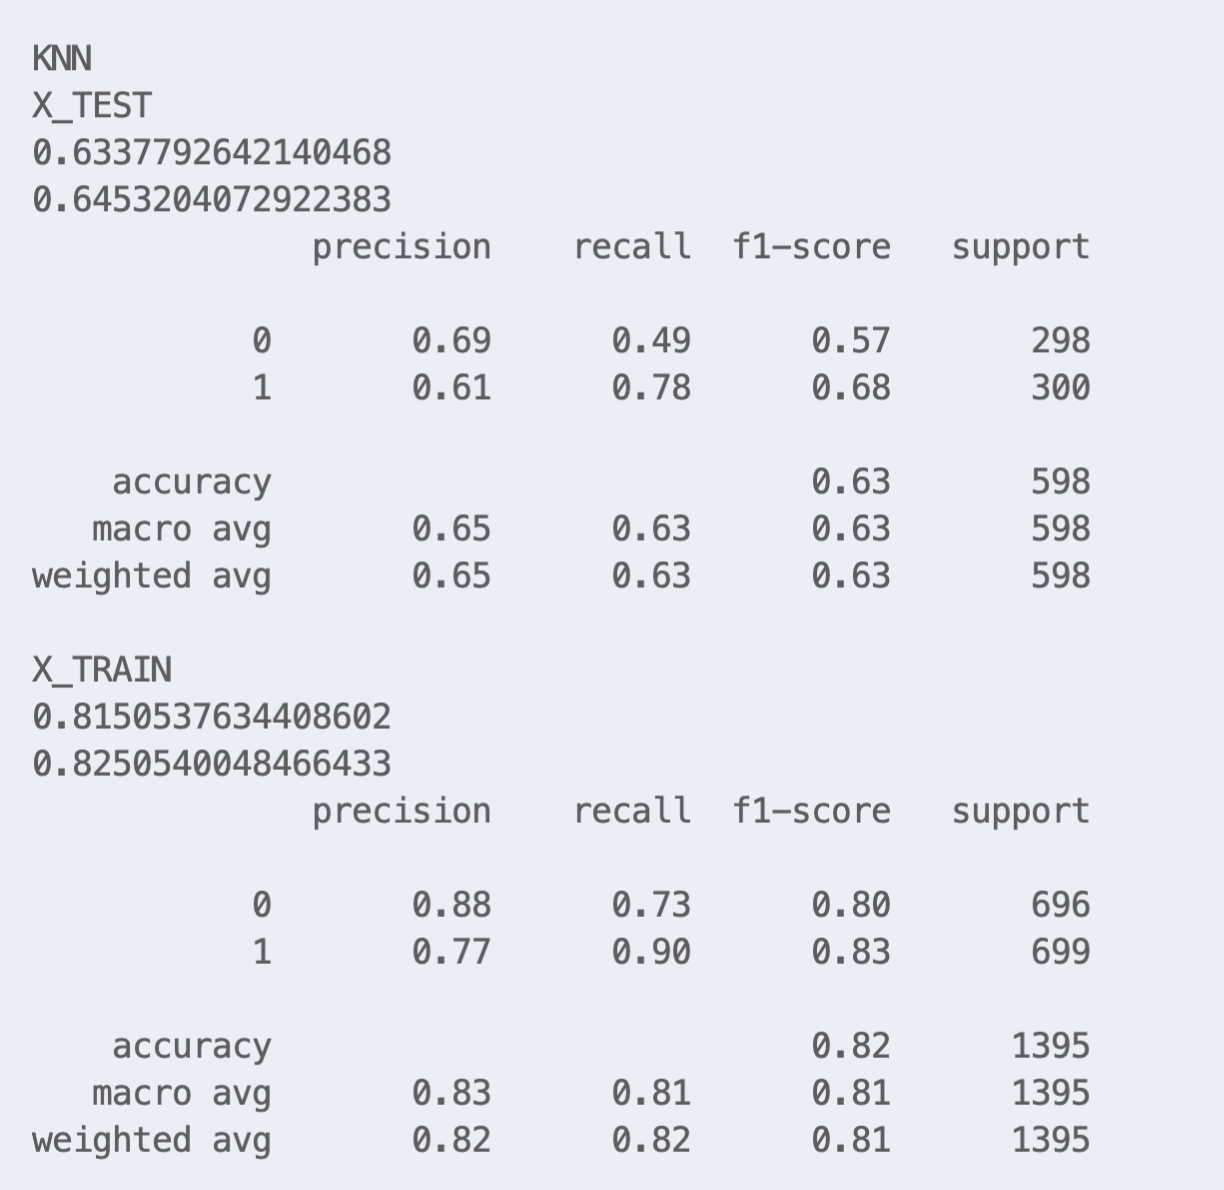 KNN
X_TEST
0.6337792642140468
0.6453204072922383
precision recall f1-score support
0 0.69 0.49 0.57 298
1 0.61 0.78 0.68 300
accuracy 0.63 598
macro avg 0.65 0.63 0.63 598
weighted avg 0.65 0.63 0.63 598
X_TRAIN
0.8150537634408602
0.8250540048466433
precision recall f1-score support
0 0.88 0.73 0.80 696
1 0.77 0.90 0.83 699
accuracy 0.82 1395
macro avg 0.83 0.81 0.81 1395
weighted avg 0.82 0.82 0.81 1395